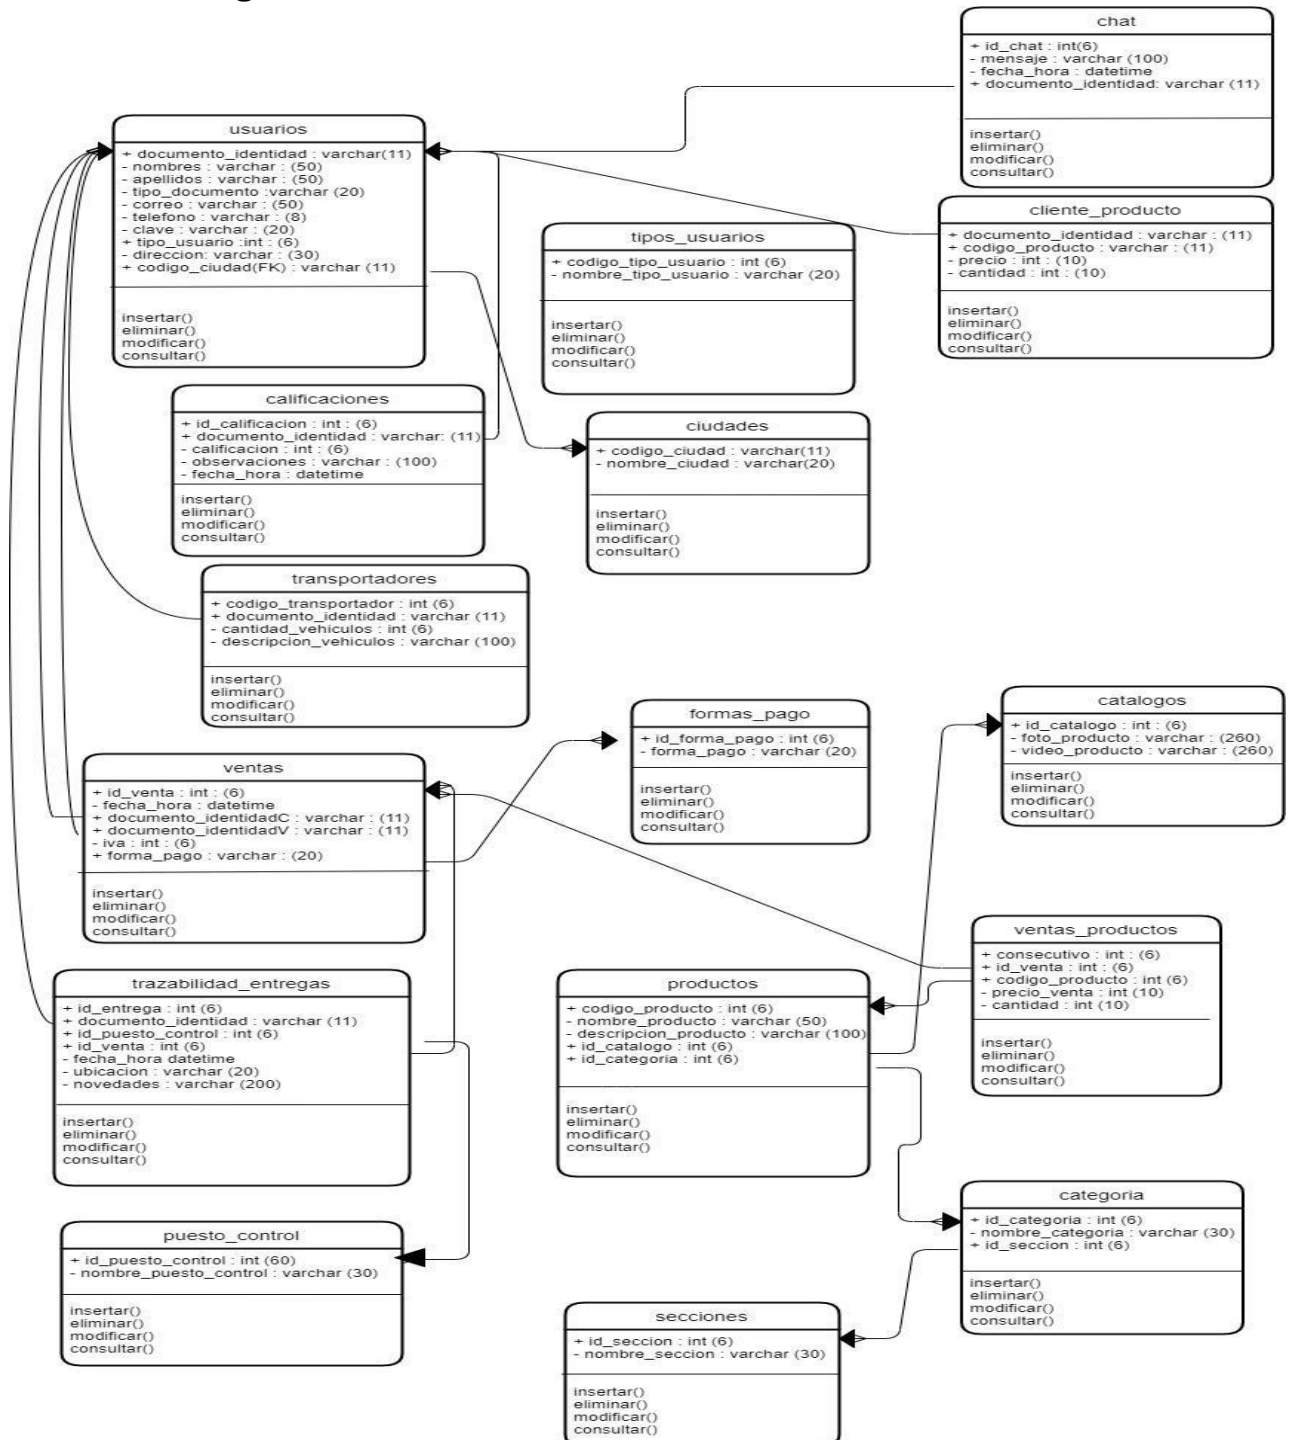 chat
+ id_chat : int(6)
- mensaje : varchar (100)
- fecha_hora : datetime
+ documento_identidad: varchar (11)
insertar()
eliminar()
modificar()
consultar()
usuarios
+ documento_identidad : varchar(11)
- nombres : varchar : (50)
- apellidos : varchar : (50)
- tipo_documento :varchar (20)
- correo : varchar : (50)
- telefono : varchar : (8)
- clave : varchar : (20)
+ tipo_usuario :int : (6)
- direccion: varchar : (30)
+ codigo_ciudad(FK) : varchar (11)
insertar()
eliminar()
modificar()
consultar()
cliente_producto
+ documento_identidad : varchar : (11)
+ codigo_producto : varchar : (11)
- precio : int : (10)
- cantidad : int : (10)
insertar()
eliminar()
modificar()
consultar()
tipos_usuarios
+ codigo_tipo_usuario : int (6)
- nombre_tipo_usuario : varchar (20)
insertar()
eliminar()
modificar()
consultar()
calificaciones
+ id_calificacion : int : (6)
+ documento_identidad : varchar: (11)
- calificacion : int : (6)
- observaciones : varchar : (100)
- fecha_hora : datetime
insertar()
eliminar()
modificar()
consultar()
ciudades
+ codigo_ciudad : varchar(11)
- nombre_ciudad : varchar(20)
insertar()
eliminar()
modificar()
consultar()
transportadores
+ codigo_transportador : int (6)
+ documento_identidad : varchar (11)
- cantidad_vehiculos : int (6)
- descripcion_vehiculos : varchar (100)
insertar()
eliminar()
modificar()
consultar()
formas_pago
+ id_forma_pago : int (6)
- forma_pago : varchar (20)
insertar()
eliminar()
modificar()
consultar()
catalogos
+ id_catalogo : int : (6)
- foto_producto : varchar : (260)
- video_producto : varchar : (260)
insertar()
eliminar()
modificar()
consultar()
ventas
+ id_venta : int : (6)
- fecha_hora : datetime
+ documento_identidadC : varchar : (11)
+ documento_identidadV : varchar : (11)
- iva : int : (6)
+ forma_pago : varchar : (20)
insertar()
eliminar()
modificar()
consultar()
ventas_productos
+ consecutivo : int : (6)
+ id_venta : int : (6)
+ codigo_producto : int (6)
- precio_venta : int (10)
- cantidad : int (10)
insertar()
eliminar()
modificar()
consultar()
trazabilidad_entregas
+ id_entrega : int (6)
+ documento_identidad : varchar (11)
+ id_puesto_control : int (6)
+ id_venta : int (6)
- fecha_hora datetime
- ubicacion : varchar (20)
- novedades : varchar (200)
insertar()
eliminar()
modificar()
consultar()
productos
+ codigo_producto : int (6)
- nombre_producto : varchar (50)
- descripcion_producto : varchar (100)
+ id_catalogo : int (6)
+ id_categoria : int (6)
insertar()
eliminar()
modificar()
consultar()
categoria
+ id_categoria : int (6)
- nombre_categoria : varchar (30)
+ id_seccion : int (6)
insertar()
eliminar()
modificar()
consultar()
puesto_control
+ id_puesto_control : int (60)
- nombre_puesto_control : varchar (30)
insertar()
eliminar()
modificar()
consultar()
secciones
+ id_seccion : int (6)
- nombre_seccion : varchar (30)
insertar()
eliminar()
modificar()
consultar()